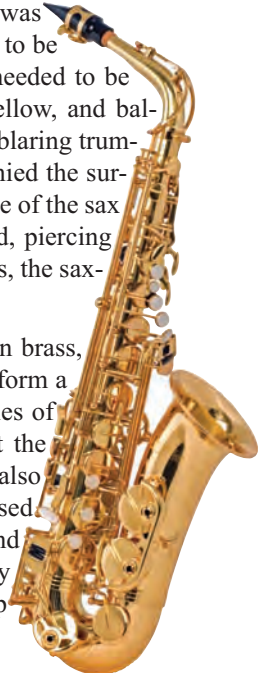 was
to be
needed to be
ellow, and bal-
blaring trum-
nied the sur-
e of the sax
d, piercing
s, the sax-
n brass,
form a
es of
t the
also
sed
nd
y